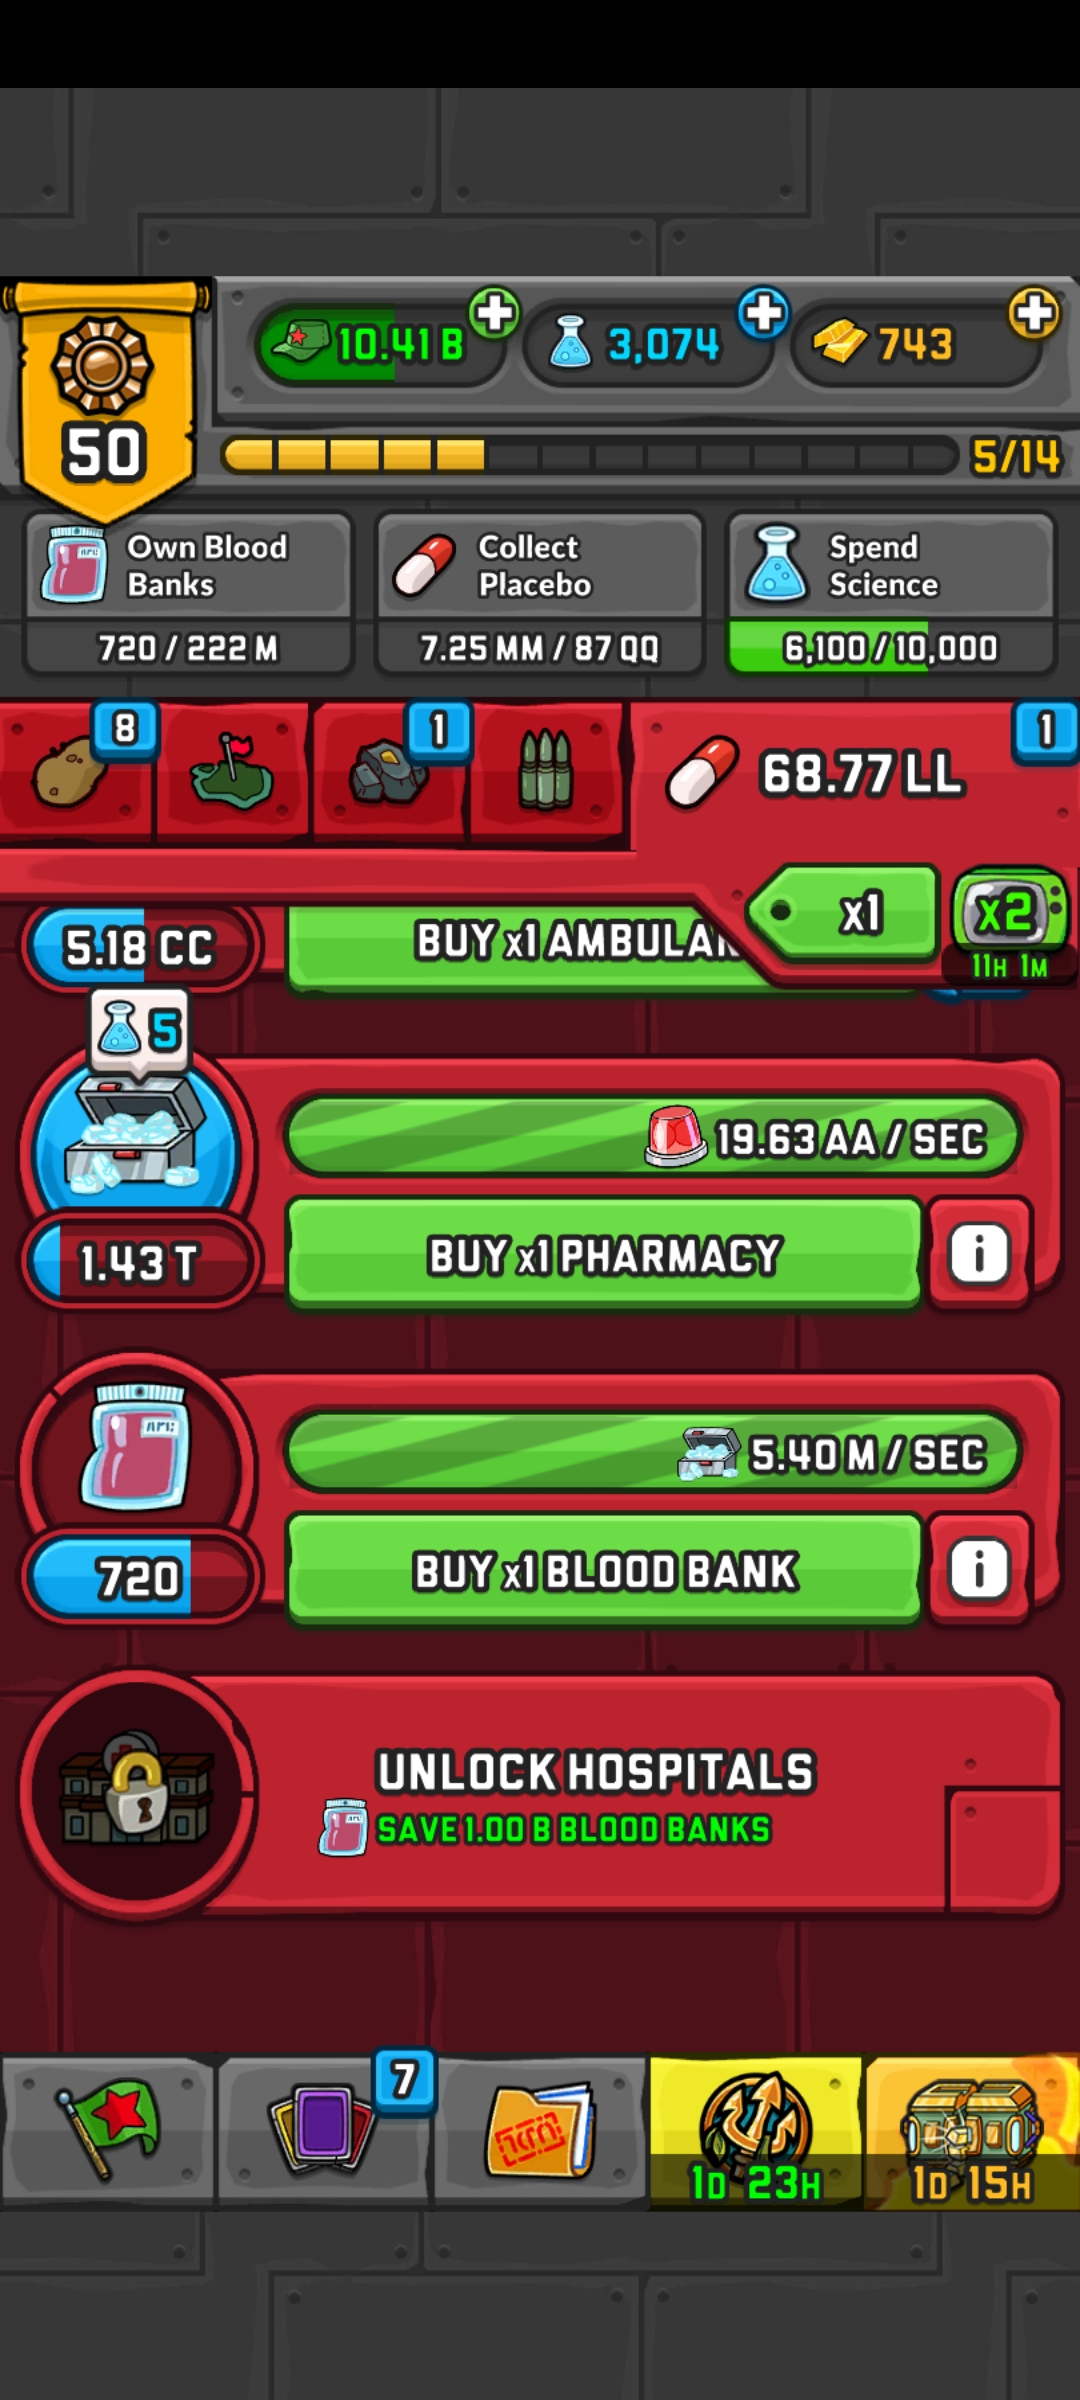 10.41 B
3,074
743
50
5/14
Own Blood
Banks
720 / 222 M
Collect
Placebo
7.25 MM / 87 QQ
Spend
Science
6,100/10,000
8
1
68.77 LL
1
x1
x2
11H 1M
5.18 CC
BUY x1 AMBULAN
5
19.63 AA / SEC
1.43 T
BUY x1 PHARMACY
i
5.40 M / SEC
720
BUY x1 BLOOD BANK
i
UNLOCK HOSPITALS
SAVE 1.00 B BLOOD BANKS
7
1D 23H
1D 15H